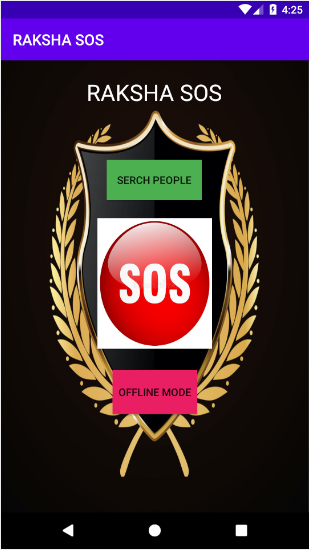 4:25
RAKSHA SOS
RAKSHA SOS
SERCH PEOPLE
SOS
OFFLINE MODE